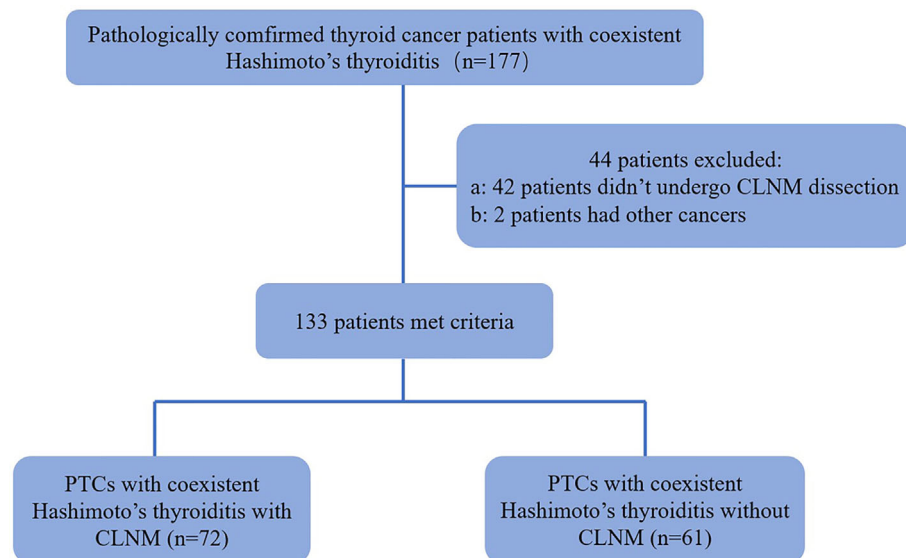 Pathologically comfirmed thyroid cancer patients with coexistent
Hashimoto’s thyroiditis（n=177)
44 patients excluded:
a: 42 patients didn’t undergo CLNM dissection
b: 2 patients had other cancers
133 patients met criteria
PTCs with coexistent
Hashimoto’s thyroiditis with
CLNM (n=72)
PTCs with coexistent
Hashimoto’s thyroiditis without
CLNM (n=61)